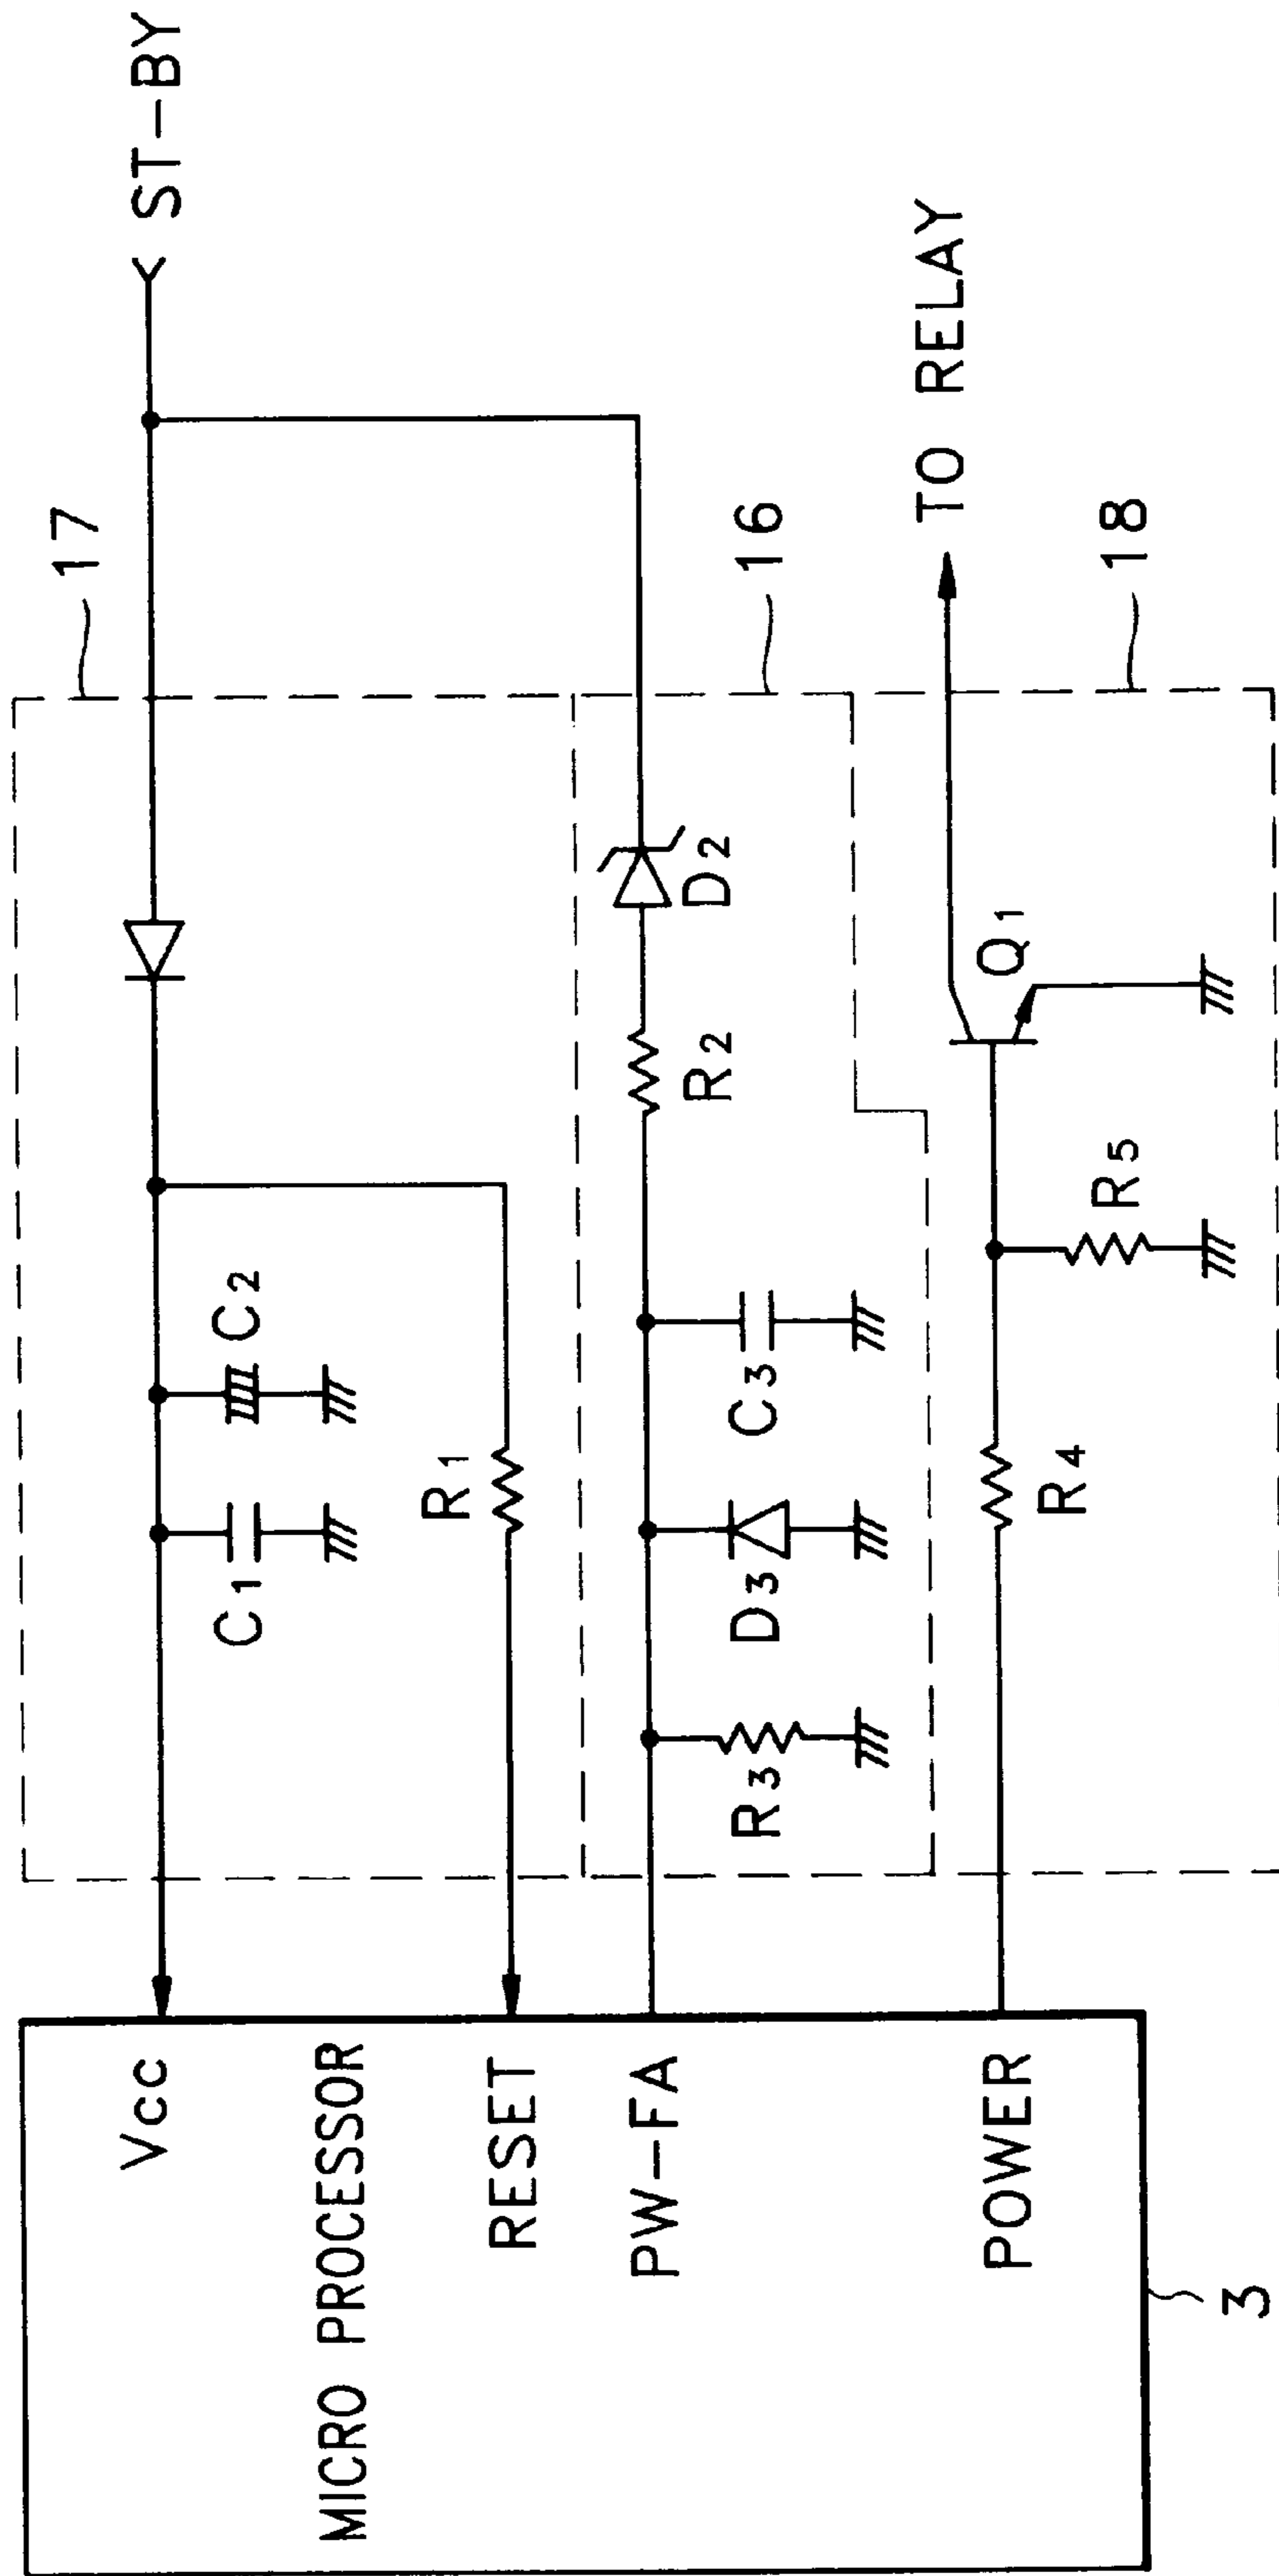 ST-BY
17
C1
C2
R1
Vcc
MICRO PROCESSOR
RESET
PW-FA
POWER
3
16
D2
R2
C3
D3
R3
TO RELAY
18
Q1
R5
R4